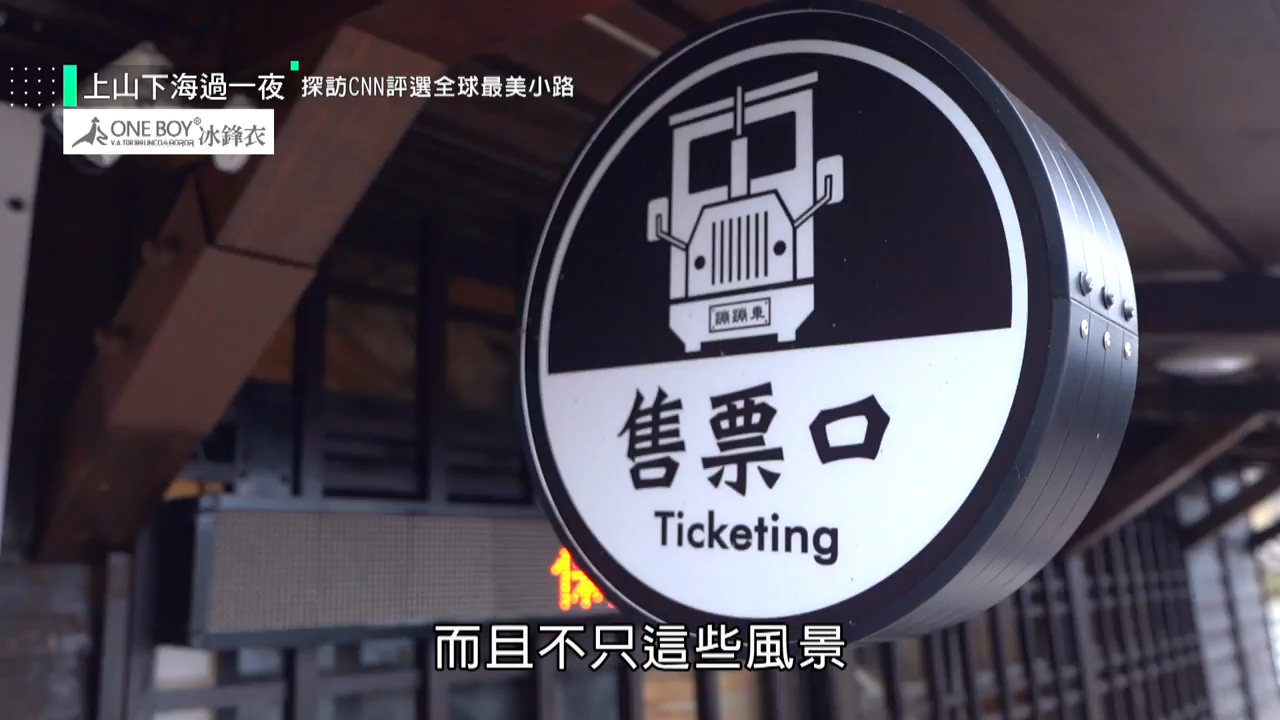 上山下海過一夜 探訪CNN評選全球最美小路
ONE BOY® 冰鋒衣
蹦蹦車
售票口
Ticketing
而且不只這些風景